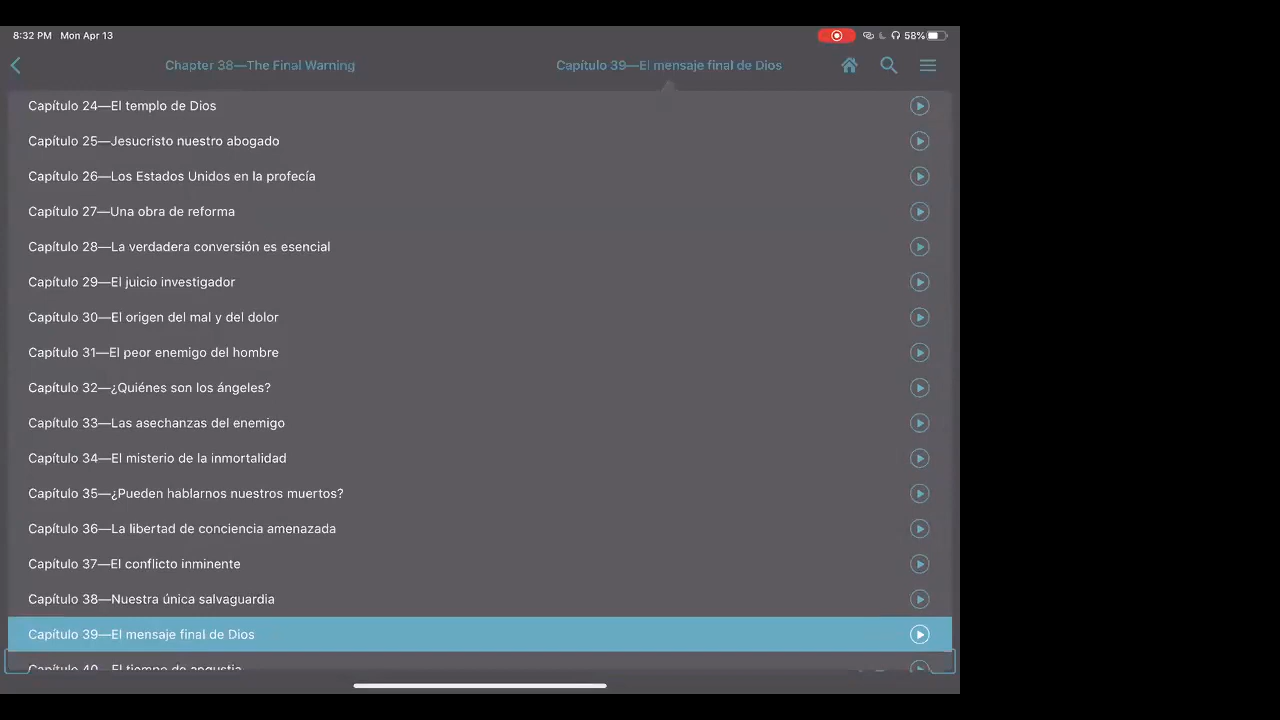 8:32 PM Mon Apr 13
58%
Chapter 38—The Final Warning
Capítulo 39—El mensaje final de Dios
Capítulo 24—El templo de Dios
Capítulo 25—Jesucristo nuestro abogado
Capítulo 26—Los Estados Unidos en la profecía
Capítulo 27—Una obra de reforma
Capítulo 28—La verdadera conversión es esencial
Capítulo 29—El juicio investigador
Capítulo 30—El origen del mal y del dolor
Capítulo 31—El peor enemigo del hombre
Capítulo 32—¿Quiénes son los ángeles?
Capítulo 33—Las asechanzas del enemigo
Capítulo 34—El misterio de la inmortalidad
Capítulo 35—¿Pueden hablarnos nuestros muertos?
Capítulo 36—La libertad de conciencia amenazada
Capítulo 37—El conflicto inminente
Capítulo 38—Nuestra única salvaguardia
Capítulo 39—El mensaje final de Dios
Capítulo 40—El tiempo de angustia